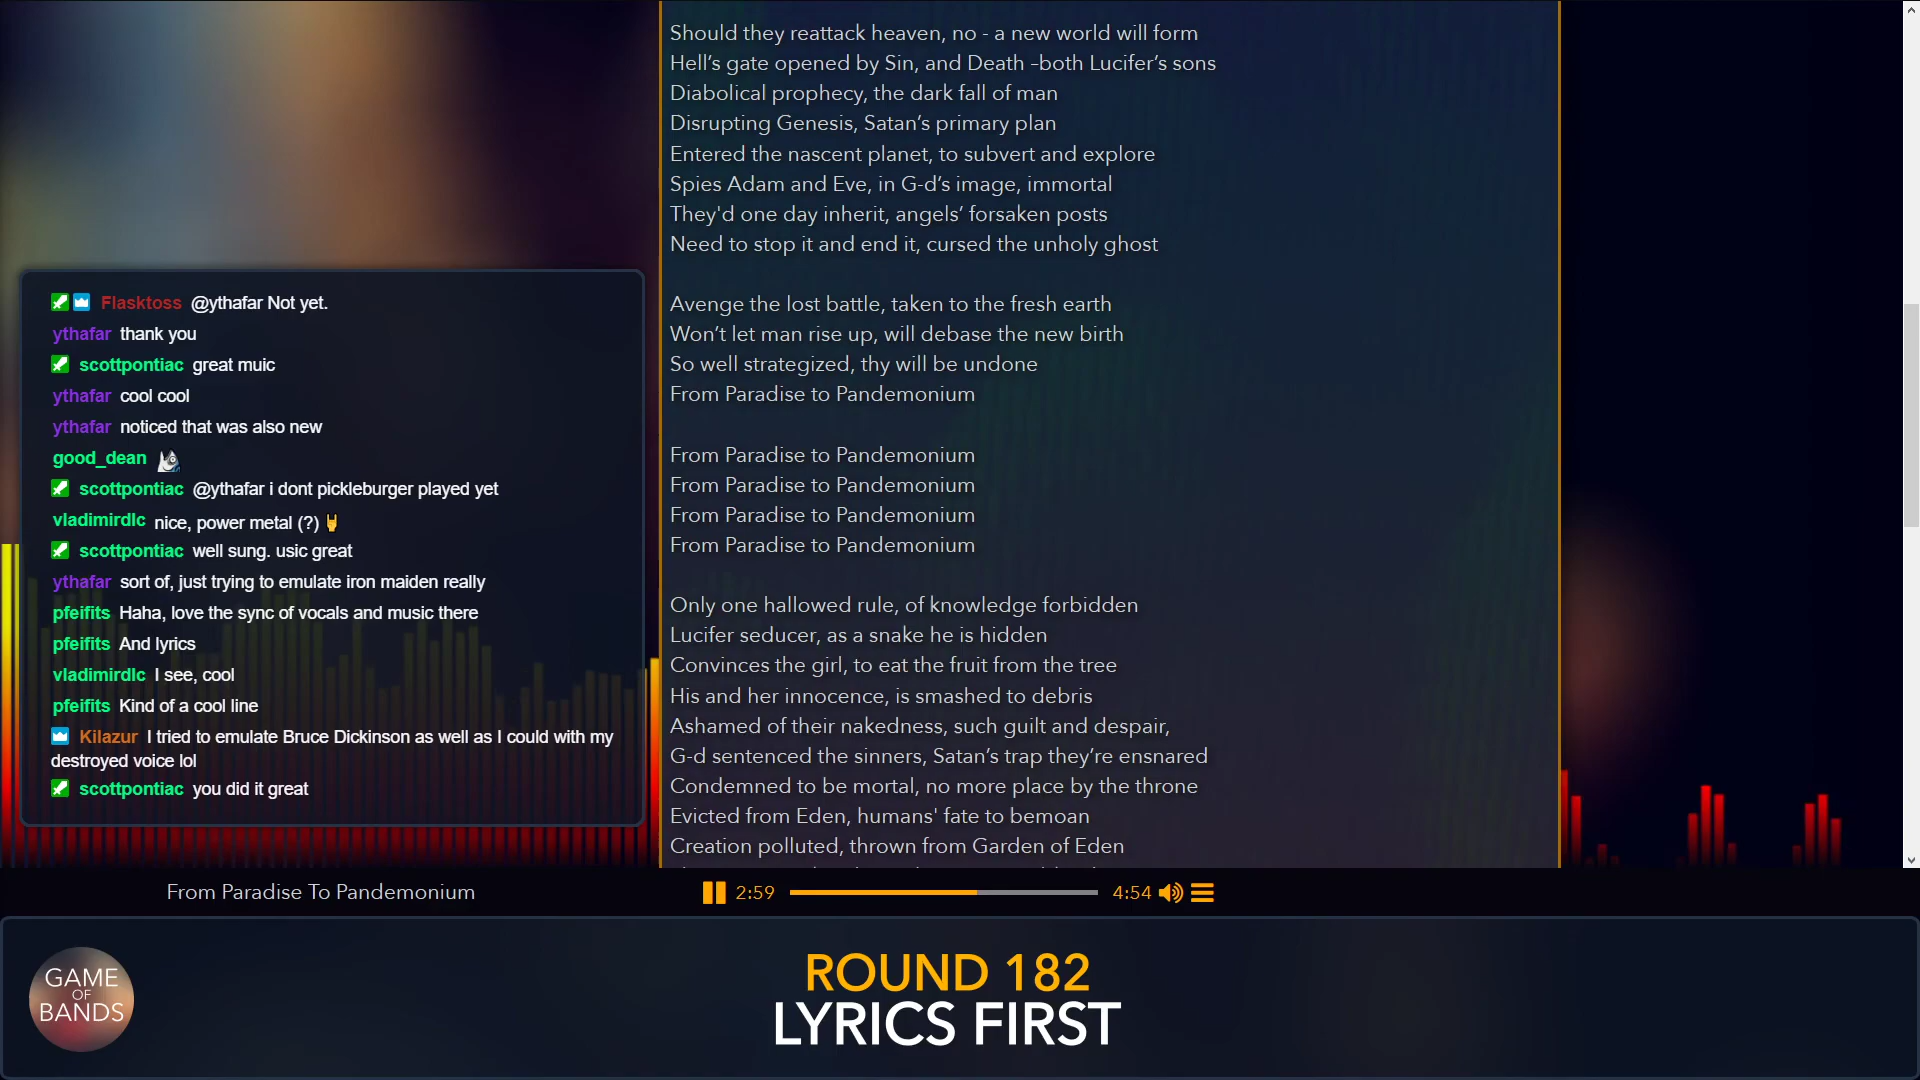 Should they reattack heaven, no - a new world will form
Hell’s gate opened by Sin, and Death –both Lucifer’s sons
Diabolical prophecy, the dark fall of man
Disrupting Genesis, Satan’s primary plan
Entered the nascent planet, to subvert and explore
Spies Adam and Eve, in G-d’s image, immortal
They'd one day inherit, angels’ forsaken posts
Need to stop it and end it, cursed the unholy ghost
Avenge the lost battle, taken to the fresh earth
Won’t let man rise up, will debase the new birth
So well strategized, thy will be undone
From Paradise to Pandemonium
From Paradise to Pandemonium
From Paradise to Pandemonium
From Paradise to Pandemonium
From Paradise to Pandemonium
Only one hallowed rule, of knowledge forbidden
Lucifer seducer, as a snake he is hidden
Convinces the girl, to eat the fruit from the tree
His and her innocence, is smashed to debris
Ashamed of their nakedness, such guilt and despair,
G-d sentenced the sinners, Satan’s trap they’re ensnared
Condemned to be mortal, no more place by the throne
Evicted from Eden, humans' fate to bemoan
Creation polluted, thrown from Garden of Eden
Flasktoss @ythafar Not yet.
ythafar thank you
scottpontiac great muic
ythafar cool cool
ythafar noticed that was also new
good_dean
scottpontiac @ythafar i dont pickleburger played yet
vladimirdlc nice, power metal (?) 🤘
scottpontiac well sung. usic great
ythafar sort of, just trying to emulate iron maiden really
pfeifits Haha, love the sync of vocals and music there
pfeifits And lyrics
vladimirdlc I see, cool
pfeifits Kind of a cool line
Kilazur I tried to emulate Bruce Dickinson as well as I could with my
destroyed voice lol
scottpontiac you did it great
From Paradise To Pandemonium
2:59
4:54
GAME
OF
BANDS
ROUND 182
LYRICS FIRST